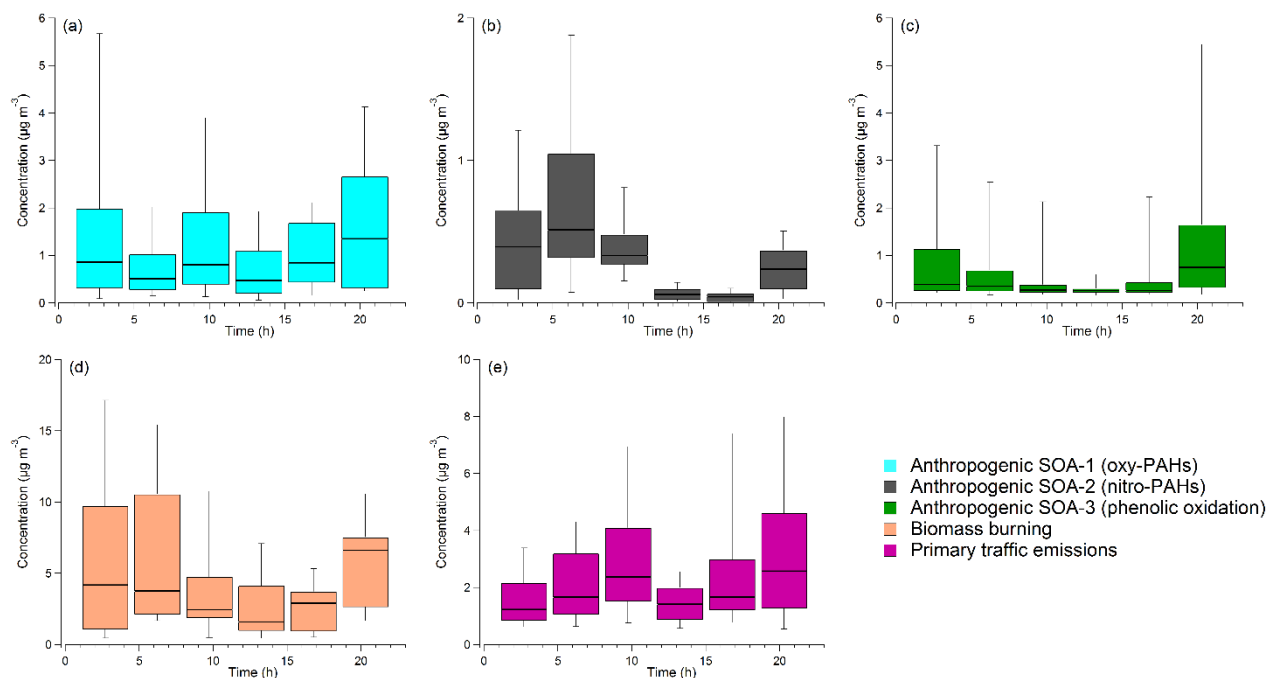 (a)
6
5
4
3
2
1
0
Concentration (µg m⁻³)
0 5 10 15 20
Time (h)
(b)
2
1
0
Concentration (µg m⁻³)
0 5 10 15 20
Time (h)
(c)
6
5
4
3
2
1
0
Concentration (µg m⁻³)
0 5 10 15 20
Time (h)
(d)
20
15
10
5
0
Concentration (µg m⁻³)
0 5 10 15 20
Time (h)
(e)
10
8
6
4
2
0
Concentration (µg m⁻³)
0 5 10 15 20
Time (h)
Anthropogenic SOA-1 (oxy-PAHs)
Anthropogenic SOA-2 (nitro-PAHs)
Anthropogenic SOA-3 (phenolic oxidation)
Biomass burning
Primary traffic emissions